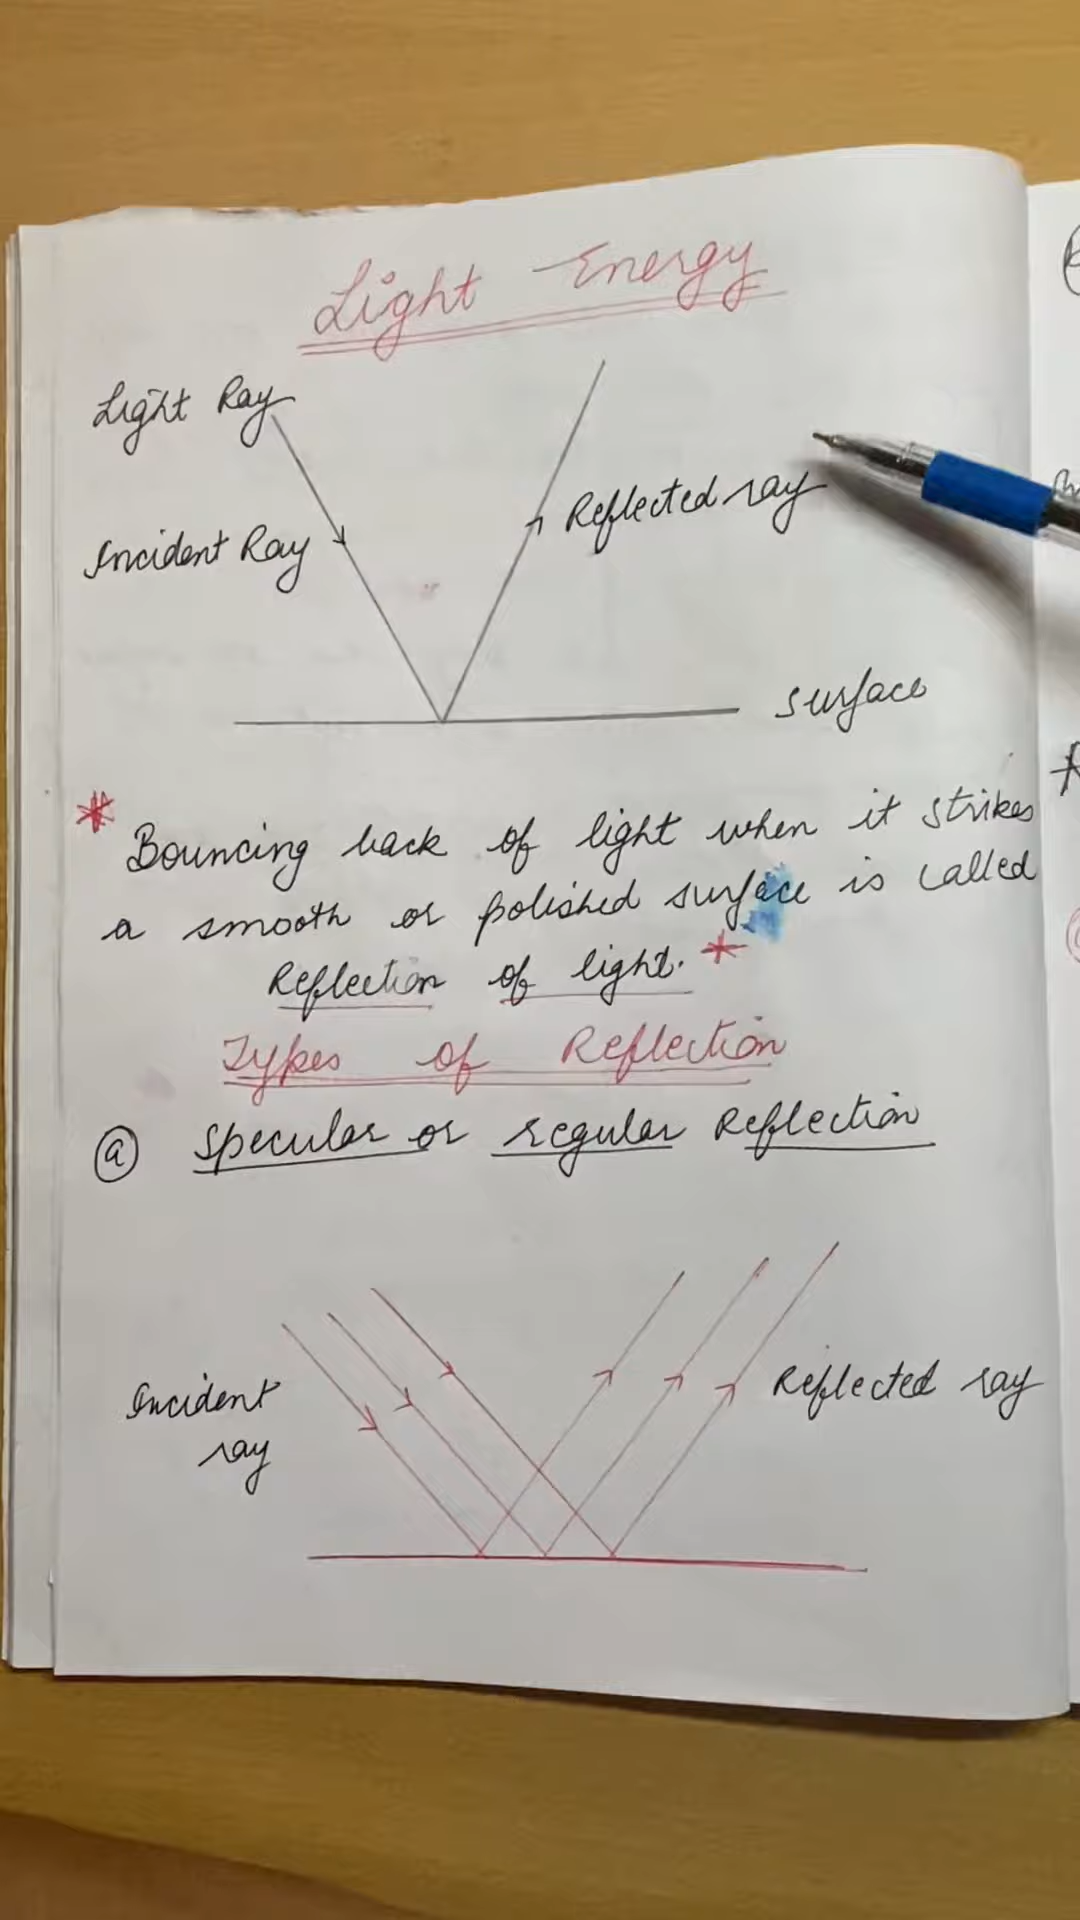 Light Energy
Light Ray
Incident Ray
Reflected ray
surface
* Bouncing back of light when it strikes
a smooth or polished surface is called
Reflection of light. *
Types of Reflection
(a) Specular or regular Reflection
Incident
ray
Reflected ray